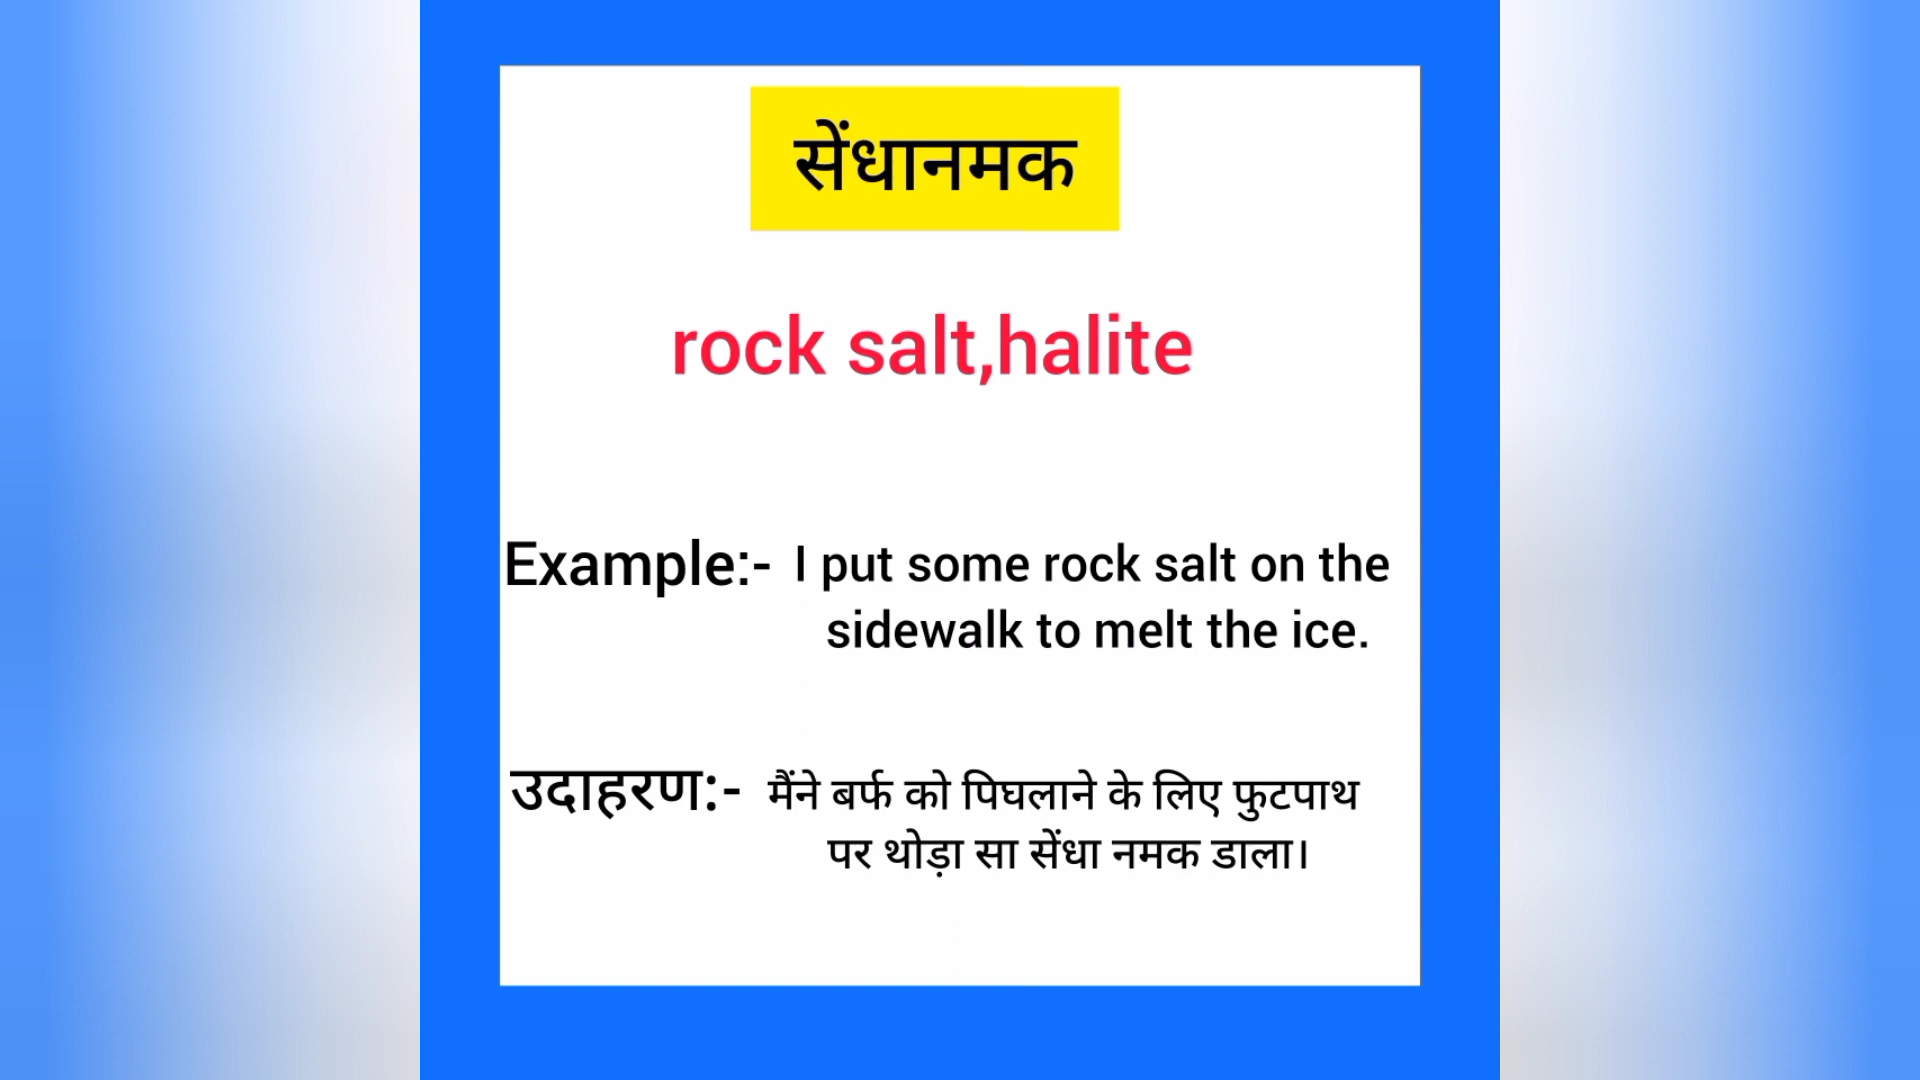 सेंधानमक
rock salt,halite
Example:- I put some rock salt on the
sidewalk to melt the ice.
उदाहरण:- मैंने बर्फ को पिघलाने के लिए फुटपाथ
पर थोड़ा सा सेंधा नमक डाला।